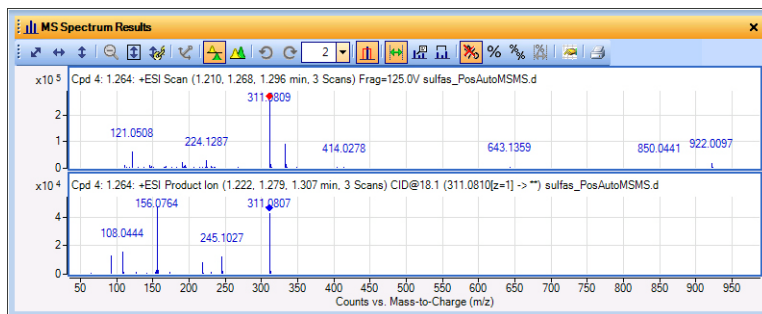 MS Spectrum Results
2 % %
x10 5 Cpd 4: 1.264: +ESI Scan (1.210, 1.268, 1.296 min, 3 Scans) Frag=125.0V sulfas_PosAutoMSMS.d
311.0809
2
121.0508 224.1287 414.0278 643.1359 850.0441 922.0097
1
0
x10 4 Cpd 4: 1.264: +ESI Product Ion (1.222, 1.279, 1.307 min, 3 Scans) CID@18.1 (311.0810[z=1] -> **) sulfas_PosAutoMSMS.d
156.0764 311.0807
4
108.0444 245.1027
2
0
50 100 150 200 250 300 350 400 450 500 550 600 650 700 750 800 850 900 950
Counts vs. Mass-to-Charge (m/z)